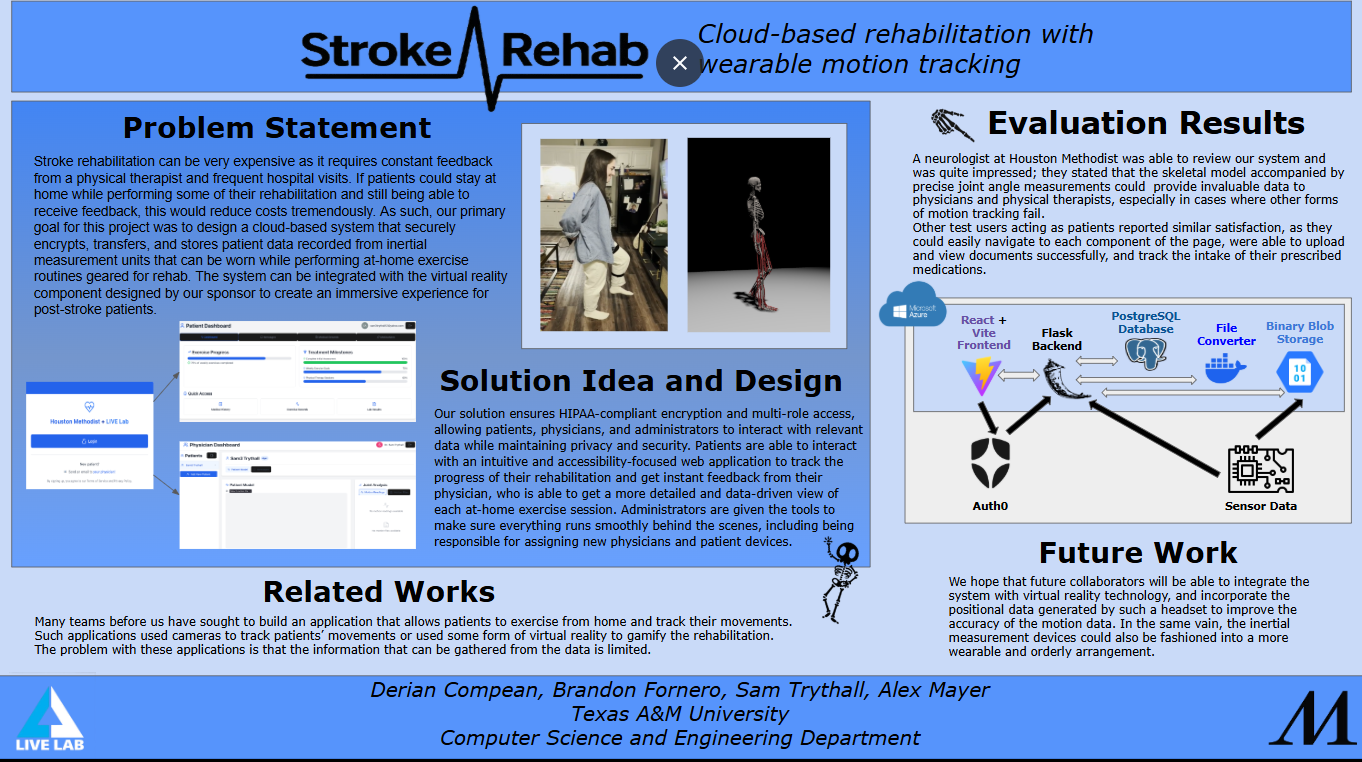 Stroke Rehab
Cloud-based rehabilitation with
wearable motion tracking
Problem Statement
Stroke rehabilitation can be very expensive as it requires constant feedback
from a physical therapist and frequent hospital visits. If patients could stay at
home while performing some of their rehabilitation and still being able to
receive feedback, this would reduce costs tremendously. As such, our primary
goal for this project was to design a cloud-based system that securely
encrypts, transfers, and stores patient data recorded from inertial
measurement units that can be worn while performing at-home exercise
routines geared for rehab. The system can be integrated with the virtual reality
component designed by our sponsor to create an immersive experience for
post-stroke patients.
Houston Methodist + LIVE Lab
Login
New patient?
Patient Dashboard
Exercise Progress
Treatment Milestones
Quick Access
Physician Dashboard
Patients
Sam3 Trythall
Patient Model
Joint Analysis
Solution Idea and Design
Our solution ensures HIPAA-compliant encryption and multi-role access,
allowing patients, physicians, and administrators to interact with relevant
data while maintaining privacy and security. Patients are able to interact
with an intuitive and accessibility-focused web application to track the
progress of their rehabilitation and get instant feedback from their
physician, who is able to get a more detailed and data-driven view of
each at-home exercise session. Administrators are given the tools to
make sure everything runs smoothly behind the scenes, including being
responsible for assigning new physicians and patient devices.
Related Works
Many teams before us have sought to build an application that allows patients to exercise from home and track their movements.
Such applications used cameras to track patients’ movements or used some form of virtual reality to gamify the rehabilitation.
The problem with these applications is that the information that can be gathered from the data is limited.
Evaluation Results
A neurologist at Houston Methodist was able to review our system and
was quite impressed; they stated that the skeletal model accompanied by
precise joint angle measurements could provide invaluable data to
physicians and physical therapists, especially in cases where other forms
of motion tracking fail.
Other test users acting as patients reported similar satisfaction, as they
could easily navigate to each component of the page, were able to upload
and view documents successfully, and track the intake of their prescribed
medications.
Microsoft
Azure
React +
Vite
Frontend
Flask
Backend
PostgreSQL
Database
File
Converter
Binary Blob
Storage
10
01
Auth0
Sensor Data
Future Work
We hope that future collaborators will be able to integrate the
system with virtual reality technology, and incorporate the
positional data generated by such a headset to improve the
accuracy of the motion data. In the same vain, the inertial
measurement devices could also be fashioned into a more
wearable and orderly arrangement.
LIVE LAB
Derian Compean, Brandon Fornero, Sam Trythall, Alex Mayer
Texas A&M University
Computer Science and Engineering Department
M